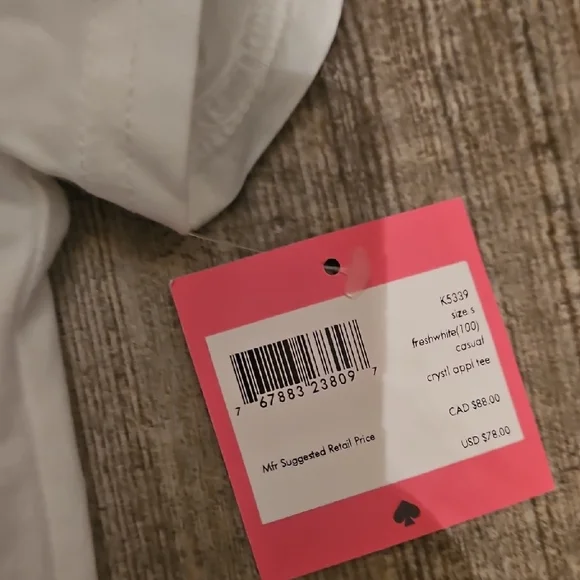 K5339
size s
freshwhite(100)
casual
crystl appl tee
7 67883 23809 7
CAD $88.00
Mfr Suggested Retail Price
USD $78.00